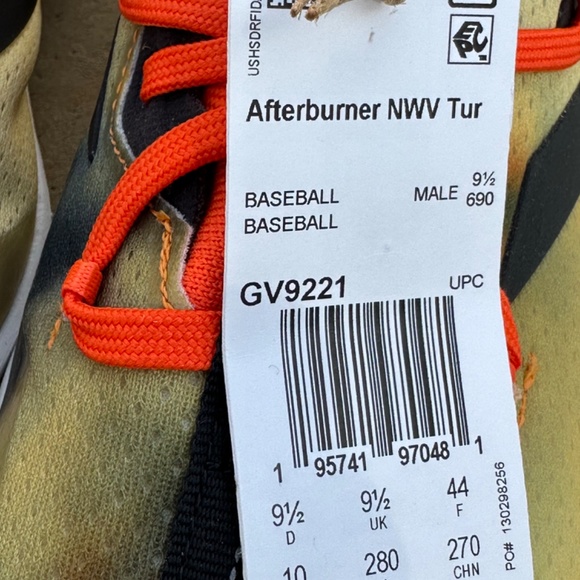 USHSDRFID
EPC
Afterburner NWV Tur
BASEBALL MALE 9½
BASEBALL 690
GV9221 UPC
1 95741 97048 1
9½ 9½ 44
D UK F
10 280 270
CHN
PO# 130298256